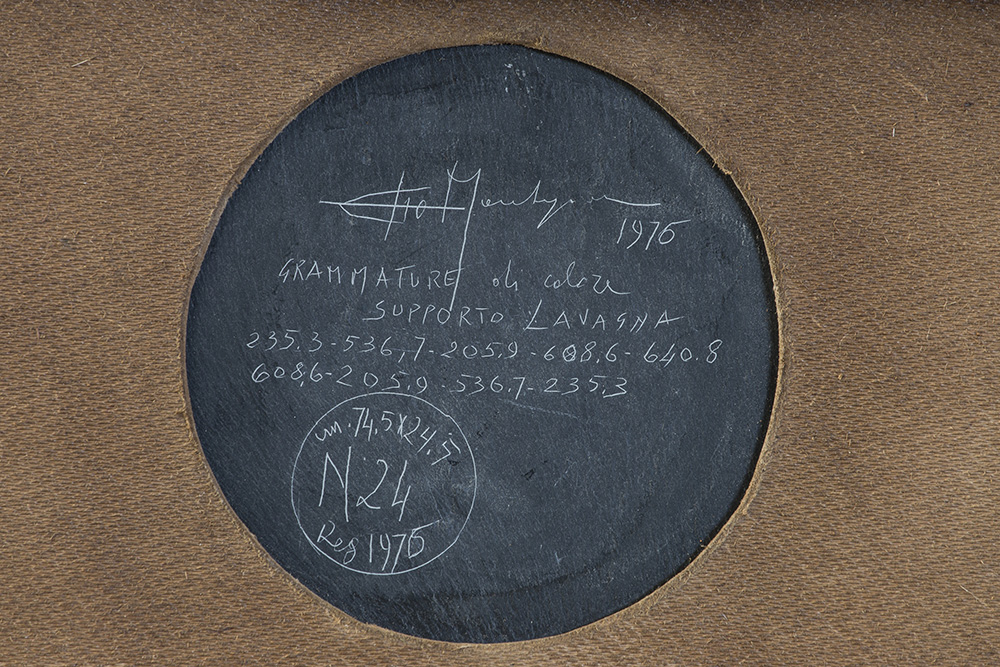 1976
GRAMMATURE di colore
SUPPORTO LAVAGNA
235.3-536,7-205,9-608,6-640.8
608,6-205,9-536.7-235,3
cm.74,5X24,5
N.24
Reg 1976